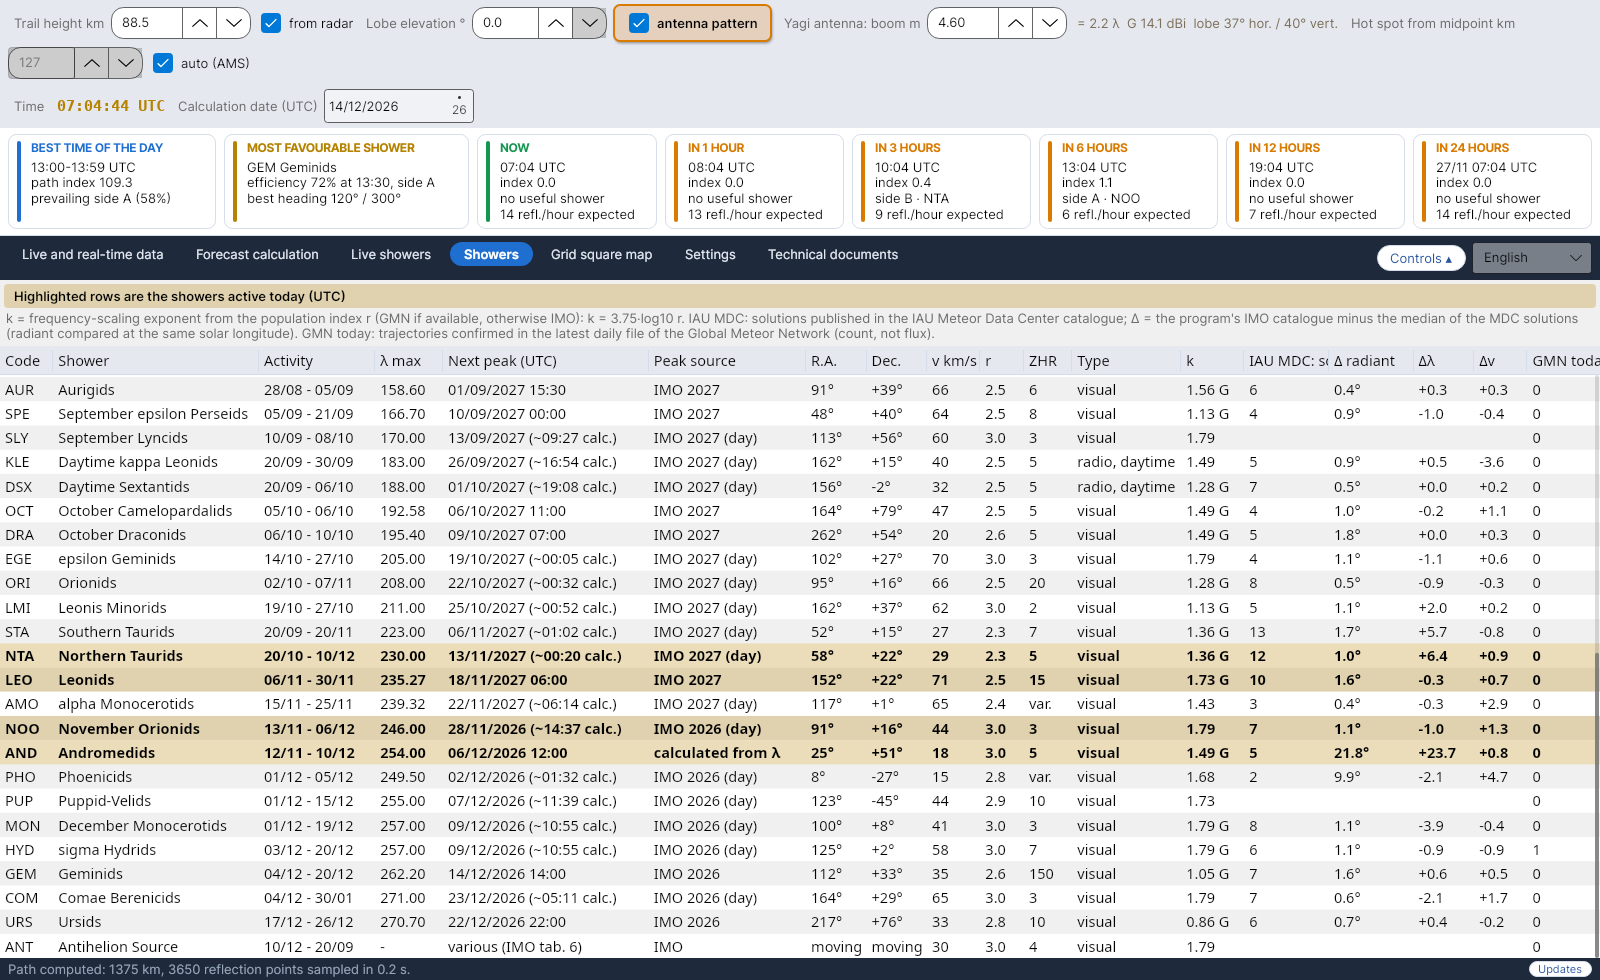 Trail height km 88.5 from radar Lobe elevation ° 0.0 antenna pattern Yagi antenna: boom m 4.60 = 2.2 λ G 14.1 dBi lobe 37° hor. / 40° vert. Hot spot from midpoint km
127 auto (AMS)
Time 07:04:44 UTC Calculation date (UTC) 14/12/2026 26
BEST TIME OF THE DAY
13:00-13:59 UTC
path index 109.3
prevailing side A (58%)
MOST FAVOURABLE SHOWER
GEM Geminids
efficiency 72% at 13:30, side A
best heading 120° / 300°
NOW
07:04 UTC
index 0.0
no useful shower
14 refl./hour expected
IN 1 HOUR
08:04 UTC
index 0.0
no useful shower
13 refl./hour expected
IN 3 HOURS
10:04 UTC
index 0.4
side B · NTA
9 refl./hour expected
IN 6 HOURS
13:04 UTC
index 1.1
side A · NOO
6 refl./hour expected
IN 12 HOURS
19:04 UTC
index 0.0
no useful shower
7 refl./hour expected
IN 24 HOURS
27/11 07:04 UTC
index 0.0
no useful shower
14 refl./hour expected
Live and real-time data Forecast calculation Live showers Showers Grid square map Settings Technical documents Controls ▴ English
Highlighted rows are the showers active today (UTC)
k = frequency-scaling exponent from the population index r (GMN if available, otherwise IMO): k = 3.75·log10 r. IAU MDC: solutions published in the IAU Meteor Data Center catalogue; Δ = the program's IMO catalogue minus the median of the MDC solutions
(radiant compared at the same solar longitude). GMN today: trajectories confirmed in the latest daily file of the Global Meteor Network (count, not flux).
Code Shower Activity λ max Next peak (UTC) Peak source R.A. Dec. v km/s r ZHR Type k IAU MDC: so Δ radiant Δλ Δv GMN toda
AUR Aurigids 28/08 - 05/09 158.60 01/09/2027 15:30 IMO 2027 91° +39° 66 2.5 6 visual 1.56 G 6 0.4° +0.3 +0.3 0
SPE September epsilon Perseids 05/09 - 21/09 166.70 10/09/2027 00:00 IMO 2027 48° +40° 64 2.5 8 visual 1.13 G 4 0.9° -1.0 -0.4 0
SLY September Lyncids 10/09 - 08/10 170.00 13/09/2027 (~09:27 calc.) IMO 2027 (day) 113° +56° 60 3.0 3 visual 1.79 0
KLE Daytime kappa Leonids 20/09 - 30/09 183.00 26/09/2027 (~16:54 calc.) IMO 2027 (day) 162° +15° 40 2.5 5 radio, daytime 1.49 5 0.9° +0.5 -3.6 0
DSX Daytime Sextantids 20/09 - 06/10 188.00 01/10/2027 (~19:08 calc.) IMO 2027 (day) 156° -2° 32 2.5 5 radio, daytime 1.28 G 7 0.5° +0.0 +0.2 0
OCT October Camelopardalids 05/10 - 06/10 192.58 06/10/2027 11:00 IMO 2027 164° +79° 47 2.5 5 visual 1.49 G 4 1.0° -0.2 +1.1 0
DRA October Draconids 06/10 - 10/10 195.40 09/10/2027 07:00 IMO 2027 262° +54° 20 2.6 5 visual 1.49 G 5 1.8° +0.0 +0.3 0
EGE epsilon Geminids 14/10 - 27/10 205.00 19/10/2027 (~00:05 calc.) IMO 2027 (day) 102° +27° 70 3.0 3 visual 1.79 4 1.1° -1.1 +0.6 0
ORI Orionids 02/10 - 07/11 208.00 22/10/2027 (~00:32 calc.) IMO 2027 (day) 95° +16° 66 2.5 20 visual 1.28 G 8 0.5° -0.9 -0.3 0
LMI Leonis Minorids 19/10 - 27/10 211.00 25/10/2027 (~00:52 calc.) IMO 2027 (day) 162° +37° 62 3.0 2 visual 1.13 G 5 1.1° +2.0 +0.2 0
STA Southern Taurids 20/09 - 20/11 223.00 06/11/2027 (~01:02 calc.) IMO 2027 (day) 52° +15° 27 2.3 7 visual 1.36 G 13 1.7° +5.7 -0.8 0
NTA Northern Taurids 20/10 - 10/12 230.00 13/11/2027 (~00:20 calc.) IMO 2027 (day) 58° +22° 29 2.3 5 visual 1.36 G 12 1.0° +6.4 +0.9 0
LEO Leonids 06/11 - 30/11 235.27 18/11/2027 06:00 IMO 2027 152° +22° 71 2.5 15 visual 1.73 G 10 1.6° -0.3 +0.7 0
AMO alpha Monocerotids 15/11 - 25/11 239.32 22/11/2027 (~06:14 calc.) IMO 2027 (day) 117° +1° 65 2.4 var. visual 1.43 3 0.4° -0.3 +2.9 0
NOO November Orionids 13/11 - 06/12 246.00 28/11/2026 (~14:37 calc.) IMO 2026 (day) 91° +16° 44 3.0 3 visual 1.79 7 1.1° -1.0 +1.3 0
AND Andromedids 12/11 - 10/12 254.00 06/12/2026 12:00 calculated from λ 25° +51° 18 3.0 5 visual 1.49 G 5 21.8° +23.7 +0.8 0
PHO Phoenicids 01/12 - 05/12 249.50 02/12/2026 (~01:32 calc.) IMO 2026 (day) 8° -27° 15 2.8 var. visual 1.68 2 9.9° -2.1 +4.7 0
PUP Puppid-Velids 01/12 - 15/12 255.00 07/12/2026 (~11:39 calc.) IMO 2026 (day) 123° -45° 44 2.9 10 visual 1.73 0
MON December Monocerotids 01/12 - 19/12 257.00 09/12/2026 (~10:55 calc.) IMO 2026 (day) 100° +8° 41 3.0 3 visual 1.79 G 8 1.1° -3.9 -0.4 0
HYD sigma Hydrids 03/12 - 20/12 257.00 09/12/2026 (~10:55 calc.) IMO 2026 (day) 125° +2° 58 3.0 7 visual 1.79 G 6 1.1° -0.9 -0.9 1
GEM Geminids 04/12 - 20/12 262.20 14/12/2026 14:00 IMO 2026 112° +33° 35 2.6 150 visual 1.05 G 7 1.6° +0.6 +0.5 0
COM Comae Berenicids 04/12 - 30/01 271.00 23/12/2026 (~05:11 calc.) IMO 2026 (day) 164° +29° 65 3.0 3 visual 1.79 7 0.6° -2.1 +1.7 0
URS Ursids 17/12 - 26/12 270.70 22/12/2026 22:00 IMO 2026 217° +76° 33 2.8 10 visual 0.86 G 6 0.7° +0.4 -0.2 0
ANT Antihelion Source 10/12 - 20/09 - various (IMO tab. 6) IMO moving moving 30 3.0 4 visual 1.79 0
Path computed: 1375 km, 3650 reflection points sampled in 0.2 s. Updates